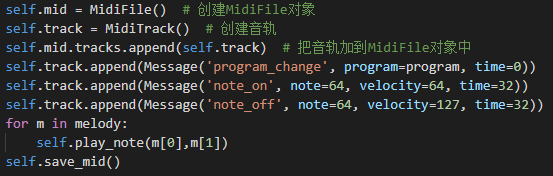 self.mid = MidiFile()  # 创建MidiFile对象
self.track = MidiTrack()  # 创建音轨
self.mid.tracks.append(self.track)  # 把音轨加到MidiFile对象中
self.track.append(Message('program_change', program=program, time=0))
self.track.append(Message('note_on', note=64, velocity=64, time=32))
self.track.append(Message('note_off', note=64, velocity=127, time=32))
for m in melody:
    self.play_note(m[0],m[1])
self.save_mid()